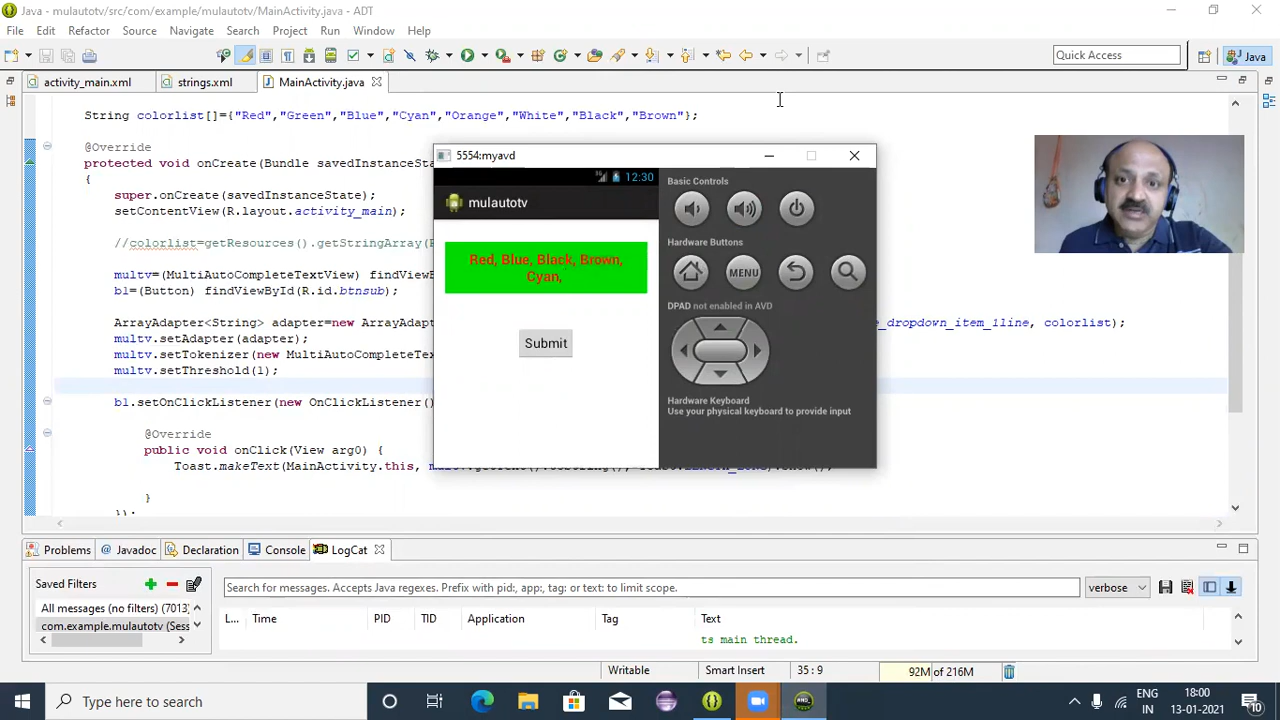 Java - mulautotv/src/com/example/mulautotv/MainActivity.java - ADT
File Edit Refactor Source Navigate Search Project Run Window Help
Quick Access
Java
activity_main.xml
strings.xml
MainActivity.java
String colorlist[]={"Red","Green","Blue","Cyan","Orange","White","Black","Brown"};
@Override
protected void onCreate(Bundle savedInstanceSta
{
super.onCreate(savedInstanceState);
setContentView(R.layout.activity_main);
//colorlist=getResources().getStringArray(
multv=(MultiAutoCompleteTextView) findViewB
b1=(Button) findViewById(R.id.btnsub);
ArrayAdapter<String> adapter=new ArrayAdapt
e_dropdown_item_1line, colorlist);
multv.setAdapter(adapter);
multv.setTokenizer(new MultiAutoCompleteText
multv.setThreshold(1);
b1.setOnClickListener(new OnClickListener()
@Override
public void onClick(View arg0) {
Toast.makeText(MainActivity.this,
}
});
5554:myavd
3G
12:30
mulautotv
Red, Blue, Black, Brown,
Cyan,
Submit
Basic Controls
Hardware Buttons
MENU
DPAD not enabled in AVD
Hardware Keyboard
Use your physical keyboard to provide input
Problems
@ Javadoc
Declaration
Console
LogCat
Saved Filters
All messages (no filters) (7013)
com.example.mulautotv (Sess
Search for messages. Accepts Java regexes. Prefix with pid:, app:, tag: or text: to limit scope.
verbose
L... Time PID TID Application Tag Text
ts main thread.
Writable
Smart Insert
35 : 9
92M of 216M
Type here to search
ENG
IN
18:00
13-01-2021
10